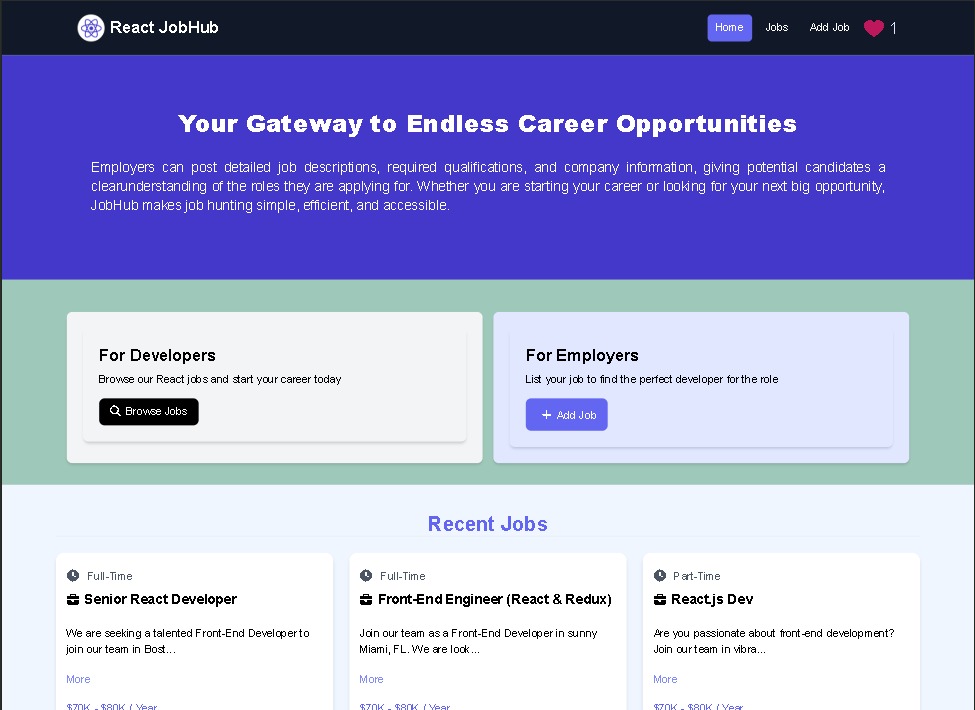 React JobHub
Home Jobs Add Job 1
Your Gateway to Endless Career Opportunities
Employers can post detailed job descriptions, required qualifications, and company information, giving potential candidates a
clearunderstanding of the roles they are applying for. Whether you are starting your career or looking for your next big opportunity,
JobHub makes job hunting simple, efficient, and accessible.
For Developers
Browse our React jobs and start your career today
Browse Jobs
For Employers
List your job to find the perfect developer for the role
Add Job
Recent Jobs
Full-Time
Senior React Developer
We are seeking a talented Front-End Developer to
join our team in Bost...
More
$70K - $80K / Year
Full-Time
Front-End Engineer (React & Redux)
Join our team as a Front-End Developer in sunny
Miami, FL. We are look...
More
$70K - $80K / Year
Part-Time
React.js Dev
Are you passionate about front-end development?
Join our team in vibra...
More
$70K - $80K / Year